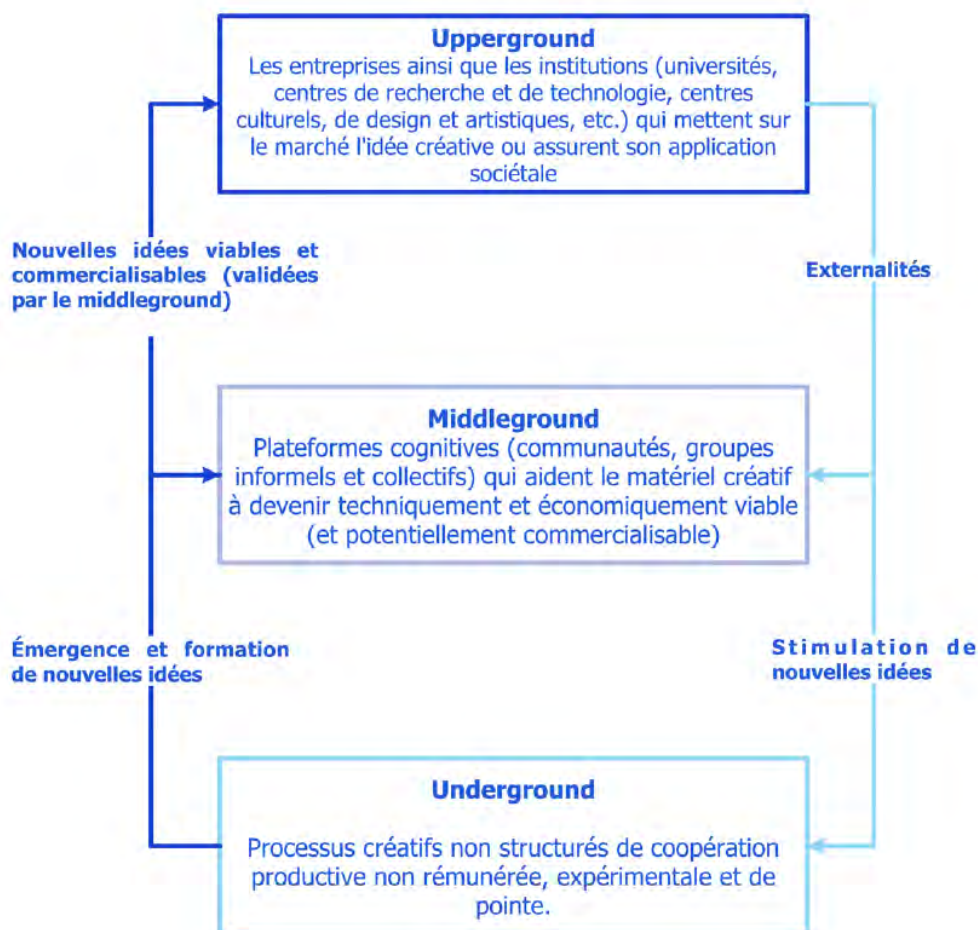 Upperground
Les entreprises ainsi que les institutions (universités,
centres de recherche et de technologie, centres
culturels, de design et artistiques, etc.) qui mettent sur
le marché l'idée créative ou assurent son application
sociétale
Nouvelles idées viables et
commercialisables (validées
par le middleground)
Externalités
Middleground
Plateformes cognitives (communautés, groupes
informels et collectifs) qui aident le matériel créatif
à devenir techniquement et économiquement viable
(et potentiellement commercialisable)
Émergence et formation
de nouvelles idées
Stimulation de
nouvelles idées
Underground
Processus créatifs non structurés de coopération
productive non rémunérée, expérimentale et de
pointe.